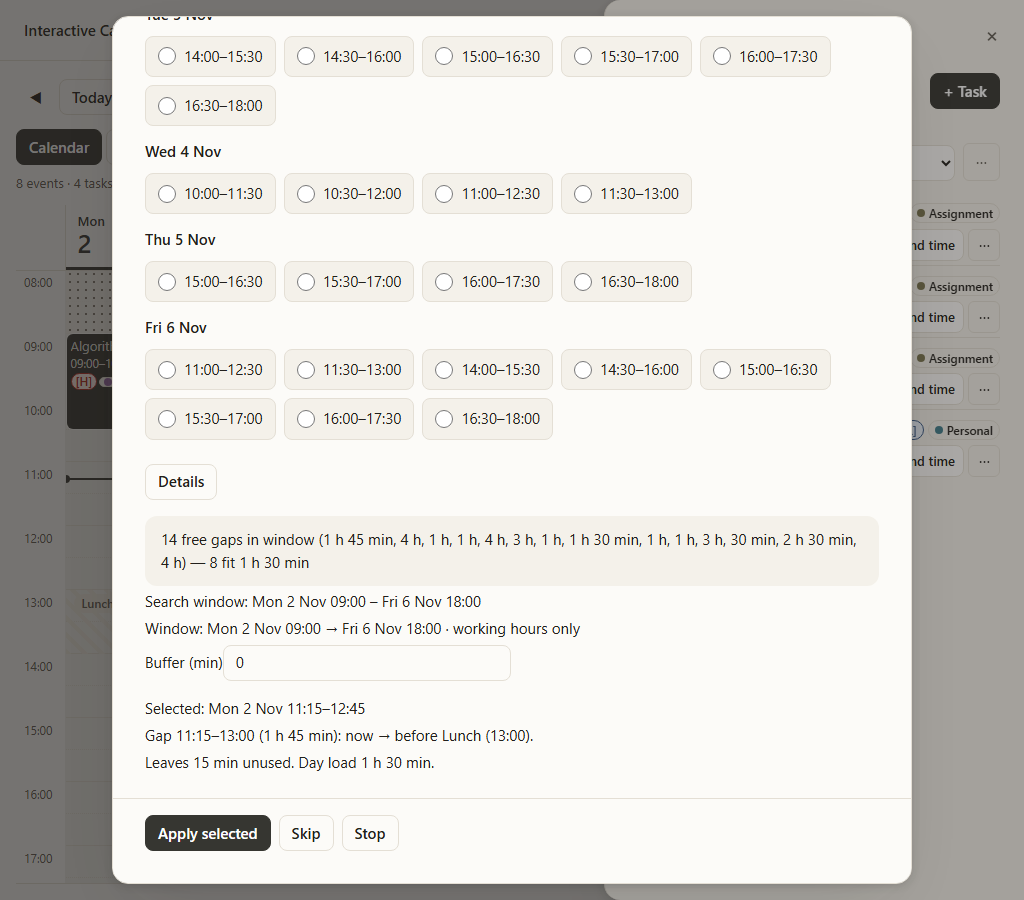 Interactive Ca
Tue 3 Nov
14:00–15:30 14:30–16:00 15:00–16:30 15:30–17:00 16:00–17:30
16:30–18:00
Wed 4 Nov
10:00–11:30 10:30–12:00 11:00–12:30 11:30–13:00
Thu 5 Nov
15:00–16:30 15:30–17:00 16:00–17:30 16:30–18:00
Fri 6 Nov
11:00–12:30 11:30–13:00 14:00–15:30 14:30–16:00 15:00–16:30
15:30–17:00 16:00–17:30 16:30–18:00
Details
14 free gaps in window (1 h 45 min, 4 h, 1 h, 1 h, 4 h, 3 h, 1 h, 1 h 30 min, 1 h, 1 h, 3 h, 30 min, 2 h 30 min,
4 h) — 8 fit 1 h 30 min
Search window: Mon 2 Nov 09:00 – Fri 6 Nov 18:00
Window: Mon 2 Nov 09:00 → Fri 6 Nov 18:00 · working hours only
Buffer (min) 0
Selected: Mon 2 Nov 11:15–12:45
Gap 11:15–13:00 (1 h 45 min): now → before Lunch (13:00).
Leaves 15 min unused. Day load 1 h 30 min.
Apply selected Skip Stop
◀ Today
Calendar
8 events · 4 tasks
Mon
2
08:00
09:00
Algorit
09:00–1
[H]
10:00
11:00
12:00
13:00
Lunch
14:00
15:00
16:00
17:00
×
+ Task
...
Assignment
nd time ...
Assignment
nd time ...
Assignment
nd time ...
] Personal
nd time ...